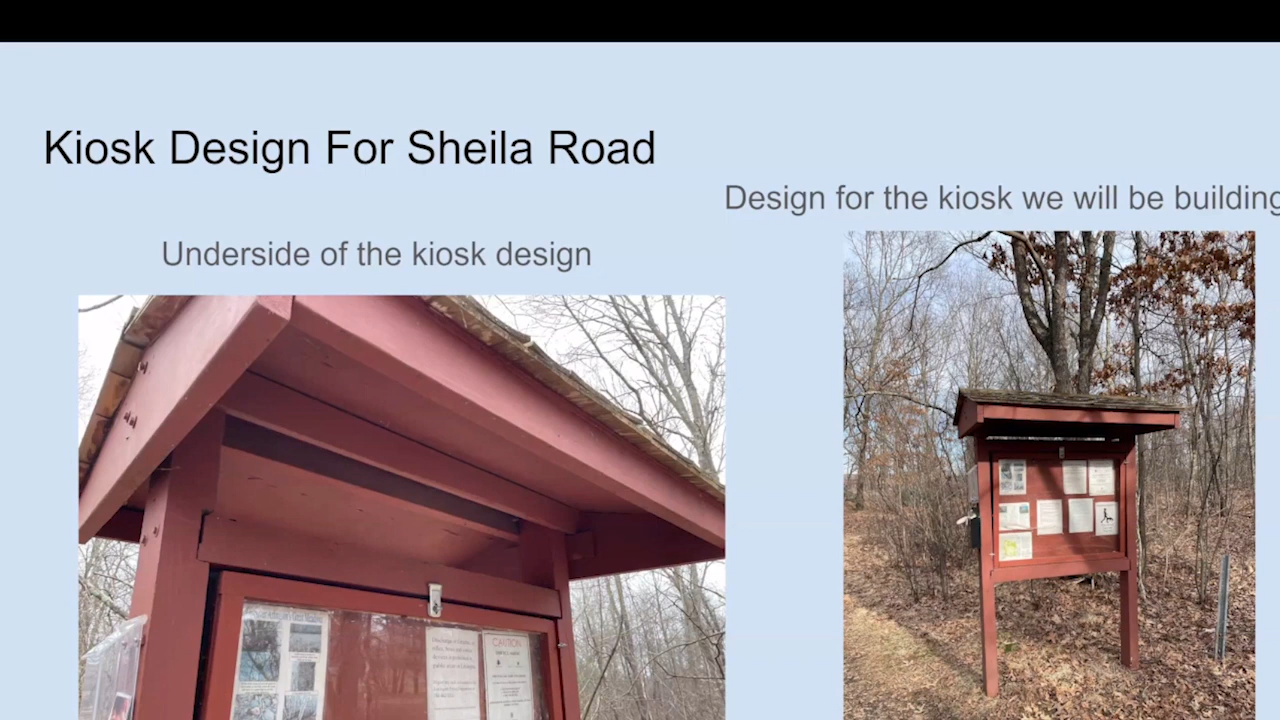 Kiosk Design For Sheila Road
Design for the kiosk we will be building
Underside of the kiosk design
CAUTION